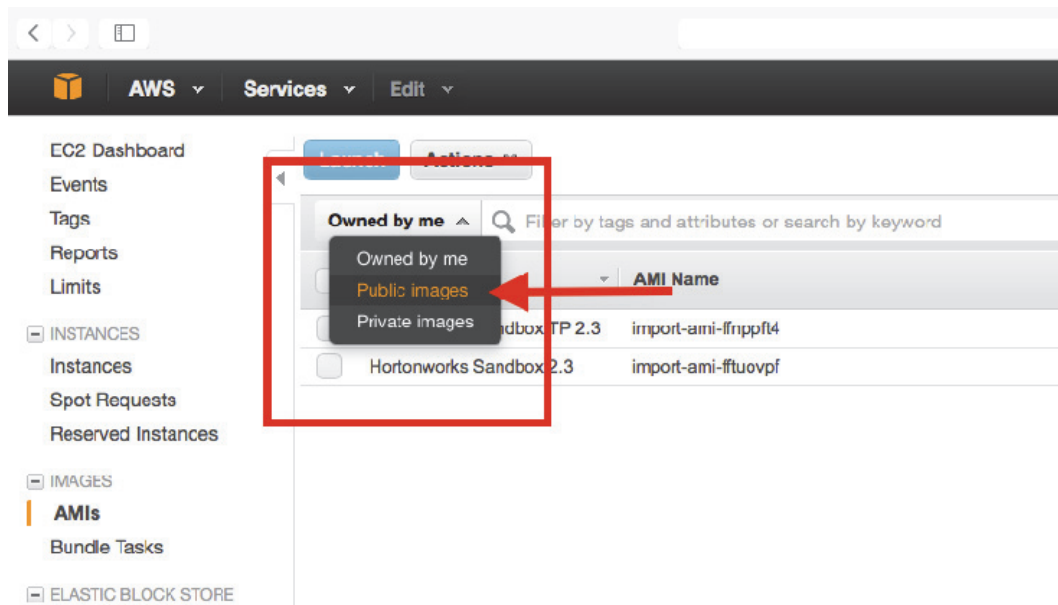 AWS Services Edit
EC2 Dashboard
Events
Tags
Reports
Limits
INSTANCES
Instances
Spot Requests
Reserved Instances
IMAGES
AMIs
Bundle Tasks
ELASTIC BLOCK STORE
Launch Actions
Owned by me Filter by tags and attributes or search by keyword
Owned by me
Public images
Private images
AMI Name
TP 2.3 import-ami-ffnppft4
Hortonworks Sandbox 2.3 import-ami-fftuovpf